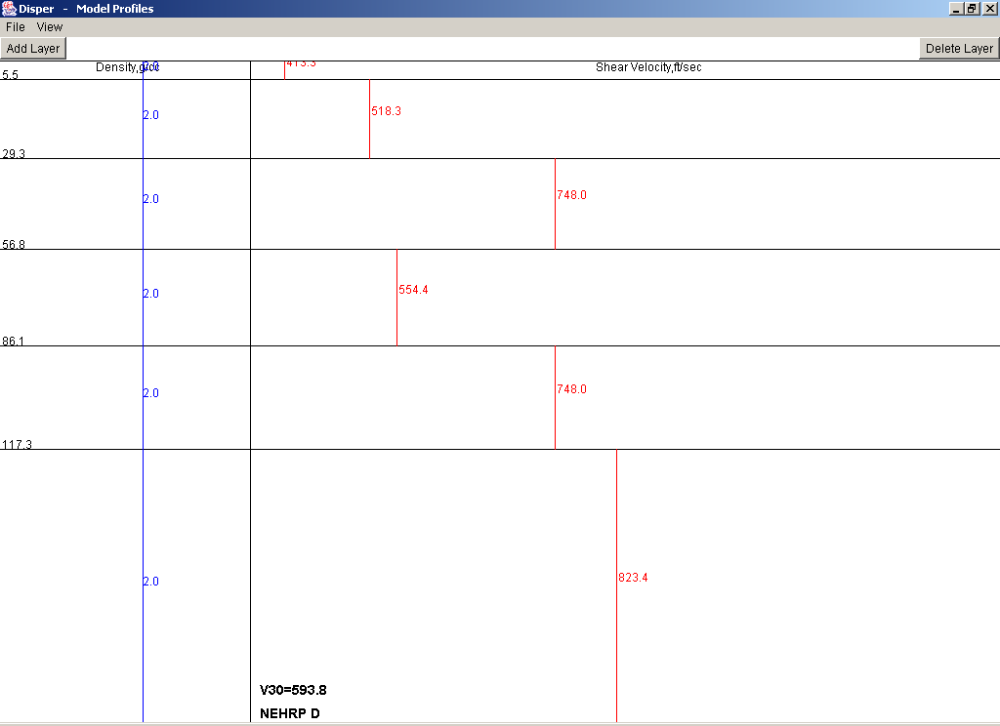 Disper - Model Profiles
File View
Add Layer Delete Layer
Density,g/cc 2.0 413.3 Shear Velocity,ft/sec
5.5
2.0 518.3
29.3
2.0 748.0
56.8
2.0 554.4
86.1
2.0 748.0
117.3
2.0 823.4
V30=593.8
NEHRP D